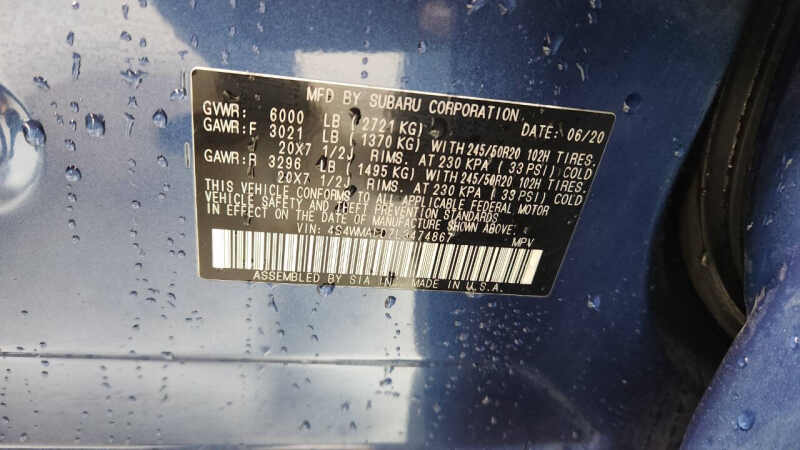 MFD BY SUBARU CORPORATION
GVWR: 6000 LB ( 2721 KG) DATE: 06/20
GAWR: F 3021 LB ( 1370 KG) WITH 245/50R20 102H TIRES.
20X7 1/2J RIMS. AT 230 KPA ( 33 PSI) COLD
GAWR: R 3296 LB ( 1495 KG) WITH 245/50R20 102H TIRES.
20X7 1/2J RIMS. AT 230 KPA ( 33 PSI) COLD
THIS VEHICLE CONFORMS TO ALL APPLICABLE FEDERAL MOTOR
VEHICLE SAFETY AND THEFT PREVENTION STANDARDS
IN EFFECT ON THE DATE OF MANUFACTURE SHOWN ABOVE.
VIN: MPV
ASSEMBLED BY SIA MADE IN U.S.A.